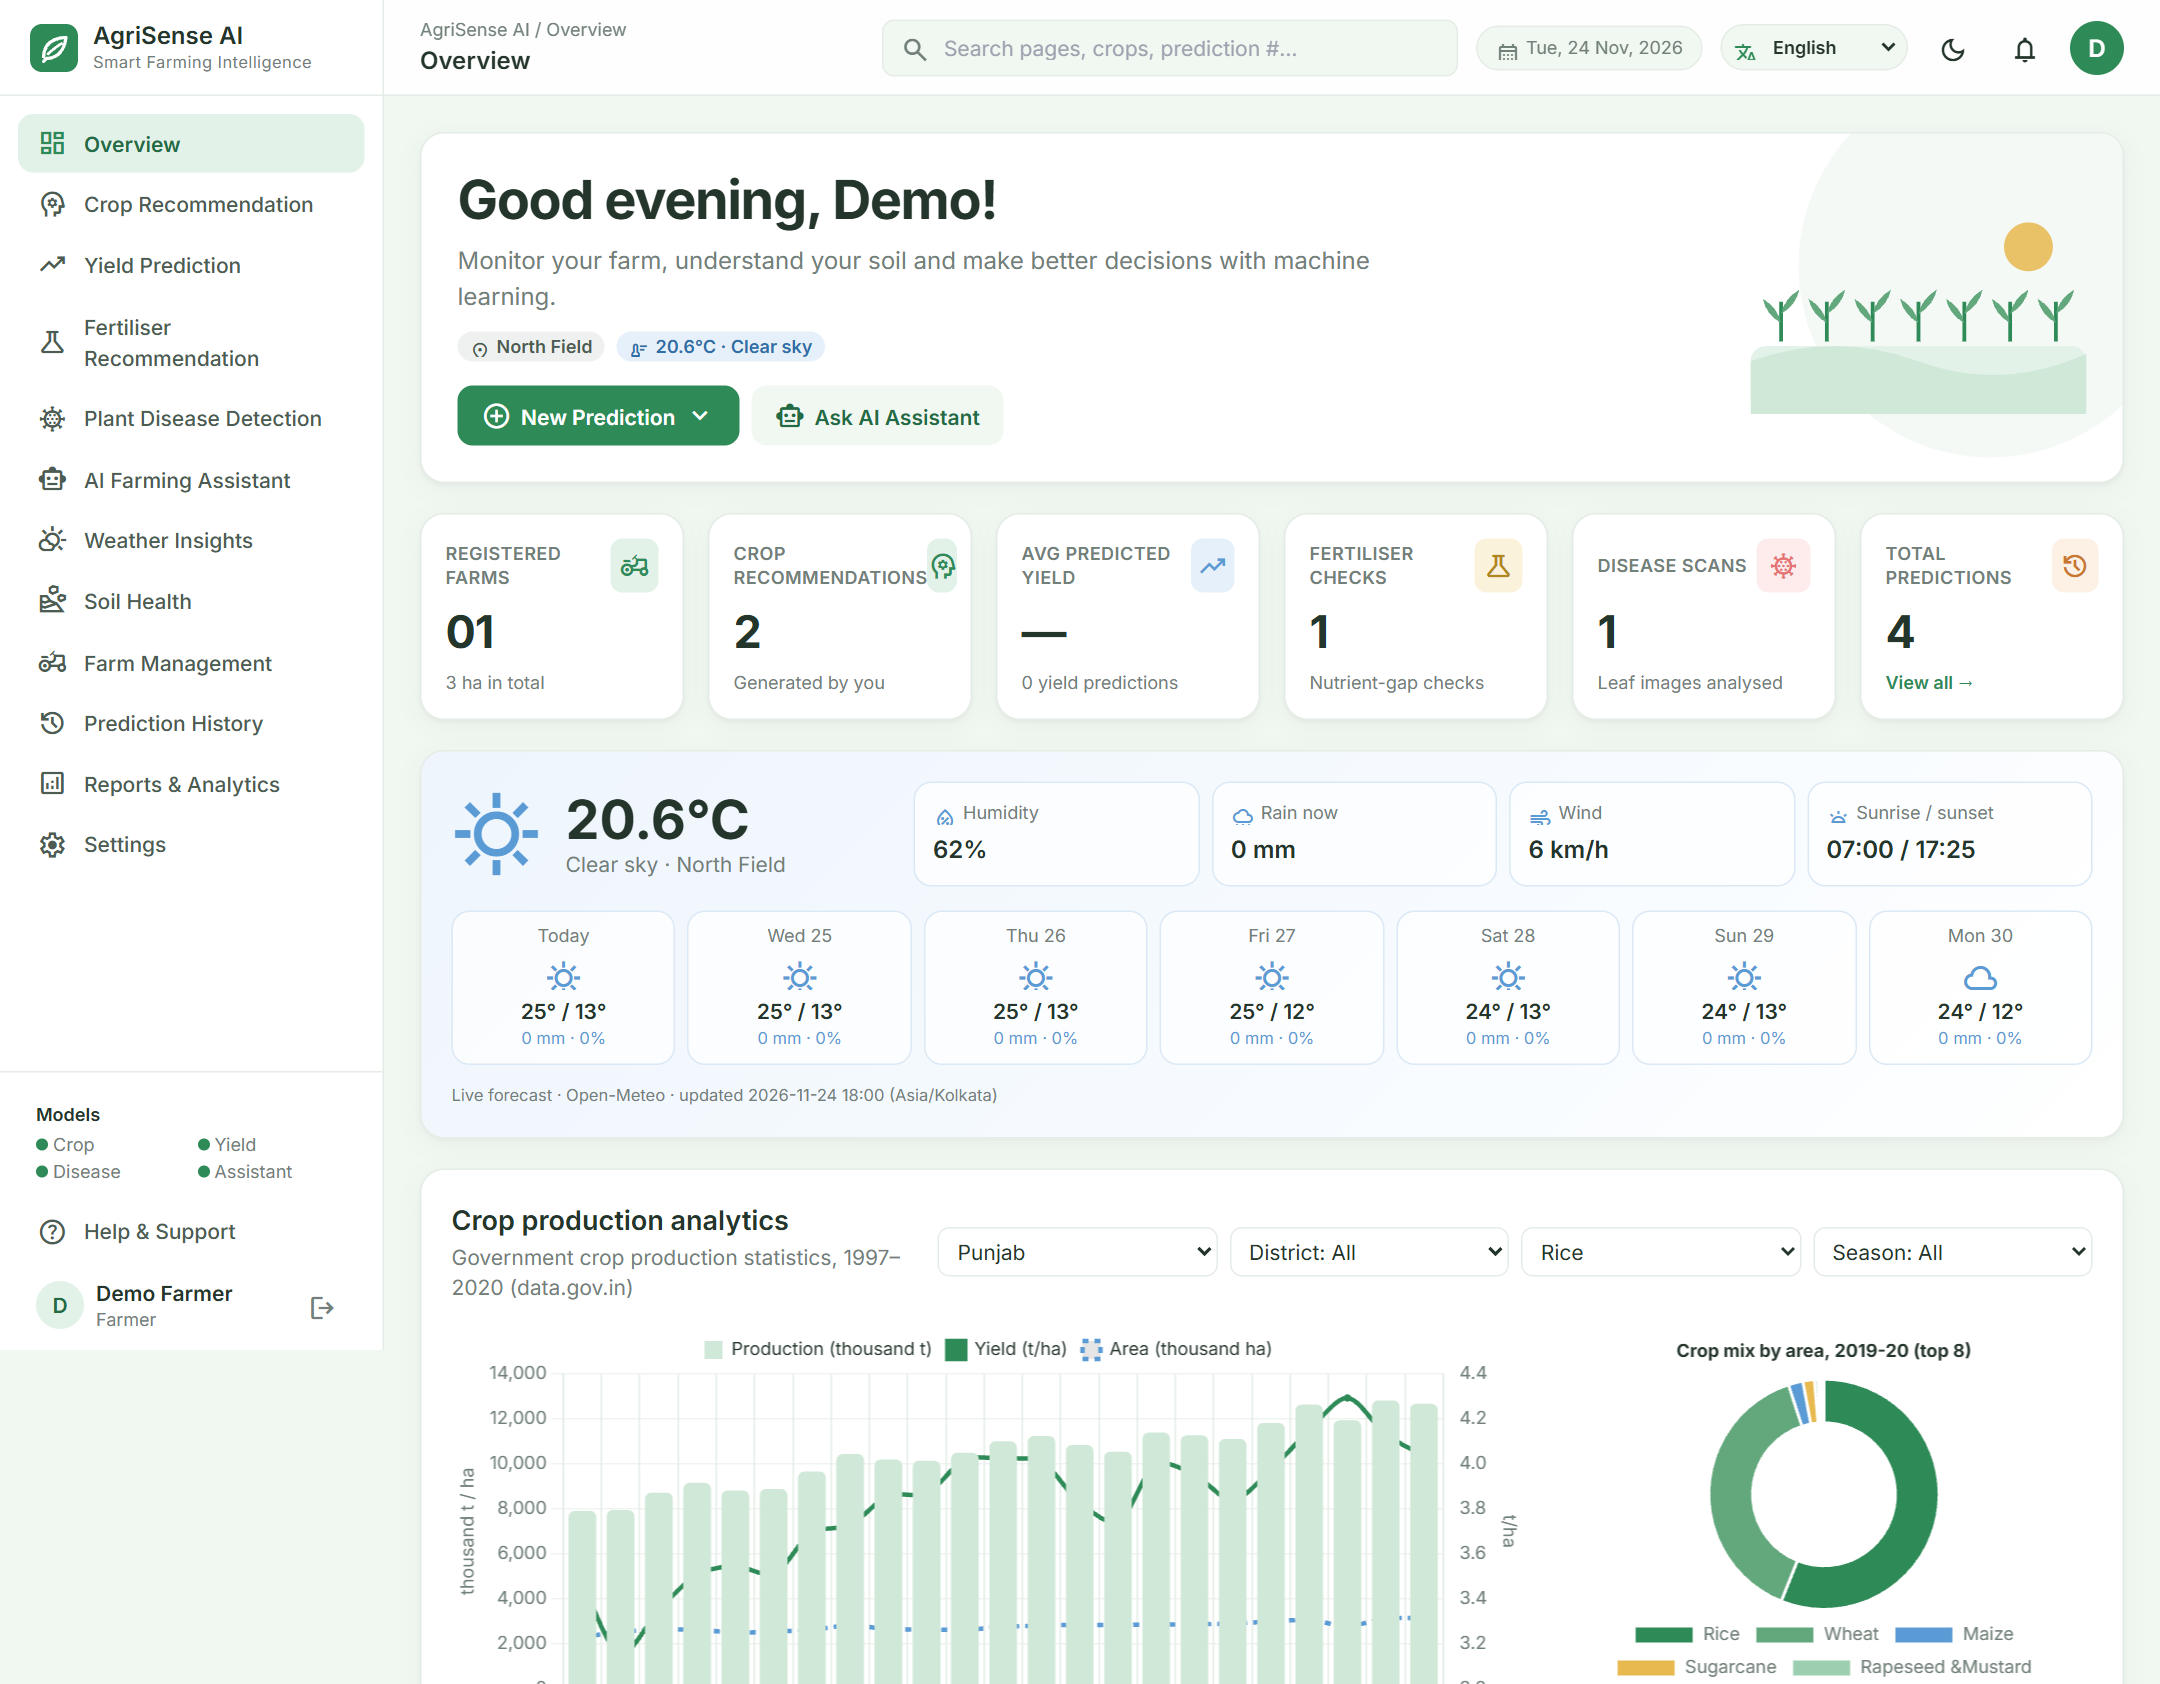 AgriSense AI
Smart Farming Intelligence
AgriSense AI / Overview
Overview
Search pages, crops, prediction #...
Tue, 24 Nov, 2026
English
D
Overview
Crop Recommendation
Yield Prediction
Fertiliser
Recommendation
Plant Disease Detection
AI Farming Assistant
Weather Insights
Soil Health
Farm Management
Prediction History
Reports & Analytics
Settings
Models
Crop
Yield
Disease
Assistant
Help & Support
D
Demo Farmer
Farmer
Good evening, Demo!
Monitor your farm, understand your soil and make better decisions with machine
learning.
North Field
20.6°C · Clear sky
New Prediction
Ask AI Assistant
REGISTERED
FARMS
01
3 ha in total
CROP
RECOMMENDATIONS
2
Generated by you
AVG PREDICTED
YIELD
—
0 yield predictions
FERTILISER
CHECKS
1
Nutrient-gap checks
DISEASE SCANS
1
Leaf images analysed
TOTAL
PREDICTIONS
4
View all →
20.6°C
Clear sky · North Field
Humidity
62%
Rain now
0 mm
Wind
6 km/h
Sunrise / sunset
07:00 / 17:25
Today
25° / 13°
0 mm · 0%
Wed 25
25° / 13°
0 mm · 0%
Thu 26
25° / 13°
0 mm · 0%
Fri 27
25° / 12°
0 mm · 0%
Sat 28
24° / 13°
0 mm · 0%
Sun 29
24° / 13°
0 mm · 0%
Mon 30
24° / 12°
0 mm · 0%
Live forecast · Open-Meteo · updated 2026-11-24 18:00 (Asia/Kolkata)
Crop production analytics
Government crop production statistics, 1997–
2020 (data.gov.in)
Punjab
District: All
Rice
Season: All
Production (thousand t)
Yield (t/ha)
Area (thousand ha)
14,000
12,000
10,000
8,000
6,000
4,000
2,000
thousand t / ha
4.4
4.2
4.0
3.8
3.6
3.4
3.2
t/ha
Crop mix by area, 2019-20 (top 8)
Rice
Wheat
Maize
Sugarcane
Rapeseed &Mustard